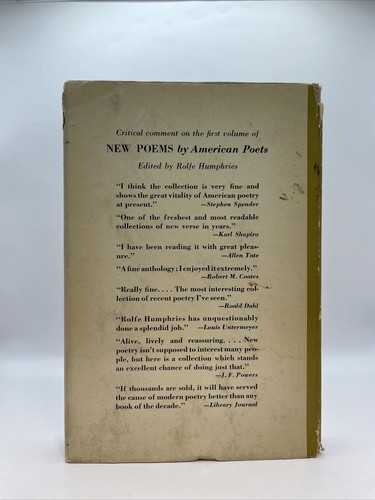 Critical comment on the first volume of
NEW POEMS by American Poets
Edited by Rolfe Humphries
"I think the collection is very fine and
shows the great vitality of American poetry
at present." —Stephen Spender
"One of the freshest and most readable
collections of new verse in years."
—Karl Shapiro
"I have been reading it with great pleas-
ure." —Allen Tate
"A fine anthology; I enjoyed it extremely."
—Robert M. Coates
"Really fine. . . . The most interesting col-
lection of recent poetry I've seen."
—Roald Dahl
"Rolfe Humphries has unquestionably
done a splendid job." —Louis Untermeyer
"Alive, lively and reassuring. . . . New
poetry isn't supposed to interest many peo-
ple, but here is a collection which stands
an excellent chance of doing just that."
—J. F. Powers
"If thousands are sold, it will have served
the cause of modern poetry better than any
book of the decade." —Library Journal